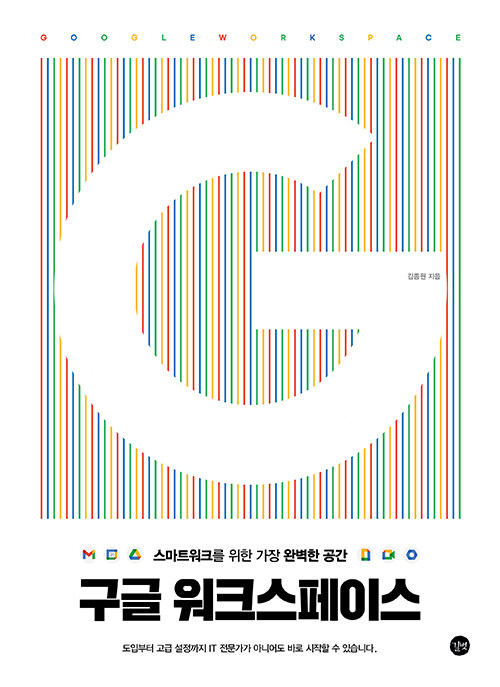 GOOGLEWORKSPACE
김종원 지음
스마트워크를 위한 가장 완벽한 공간
구글 워크스페이스
도입부터 고급 설정까지 IT 전문가가 아니어도 바로 시작할 수 있습니다.
길벗